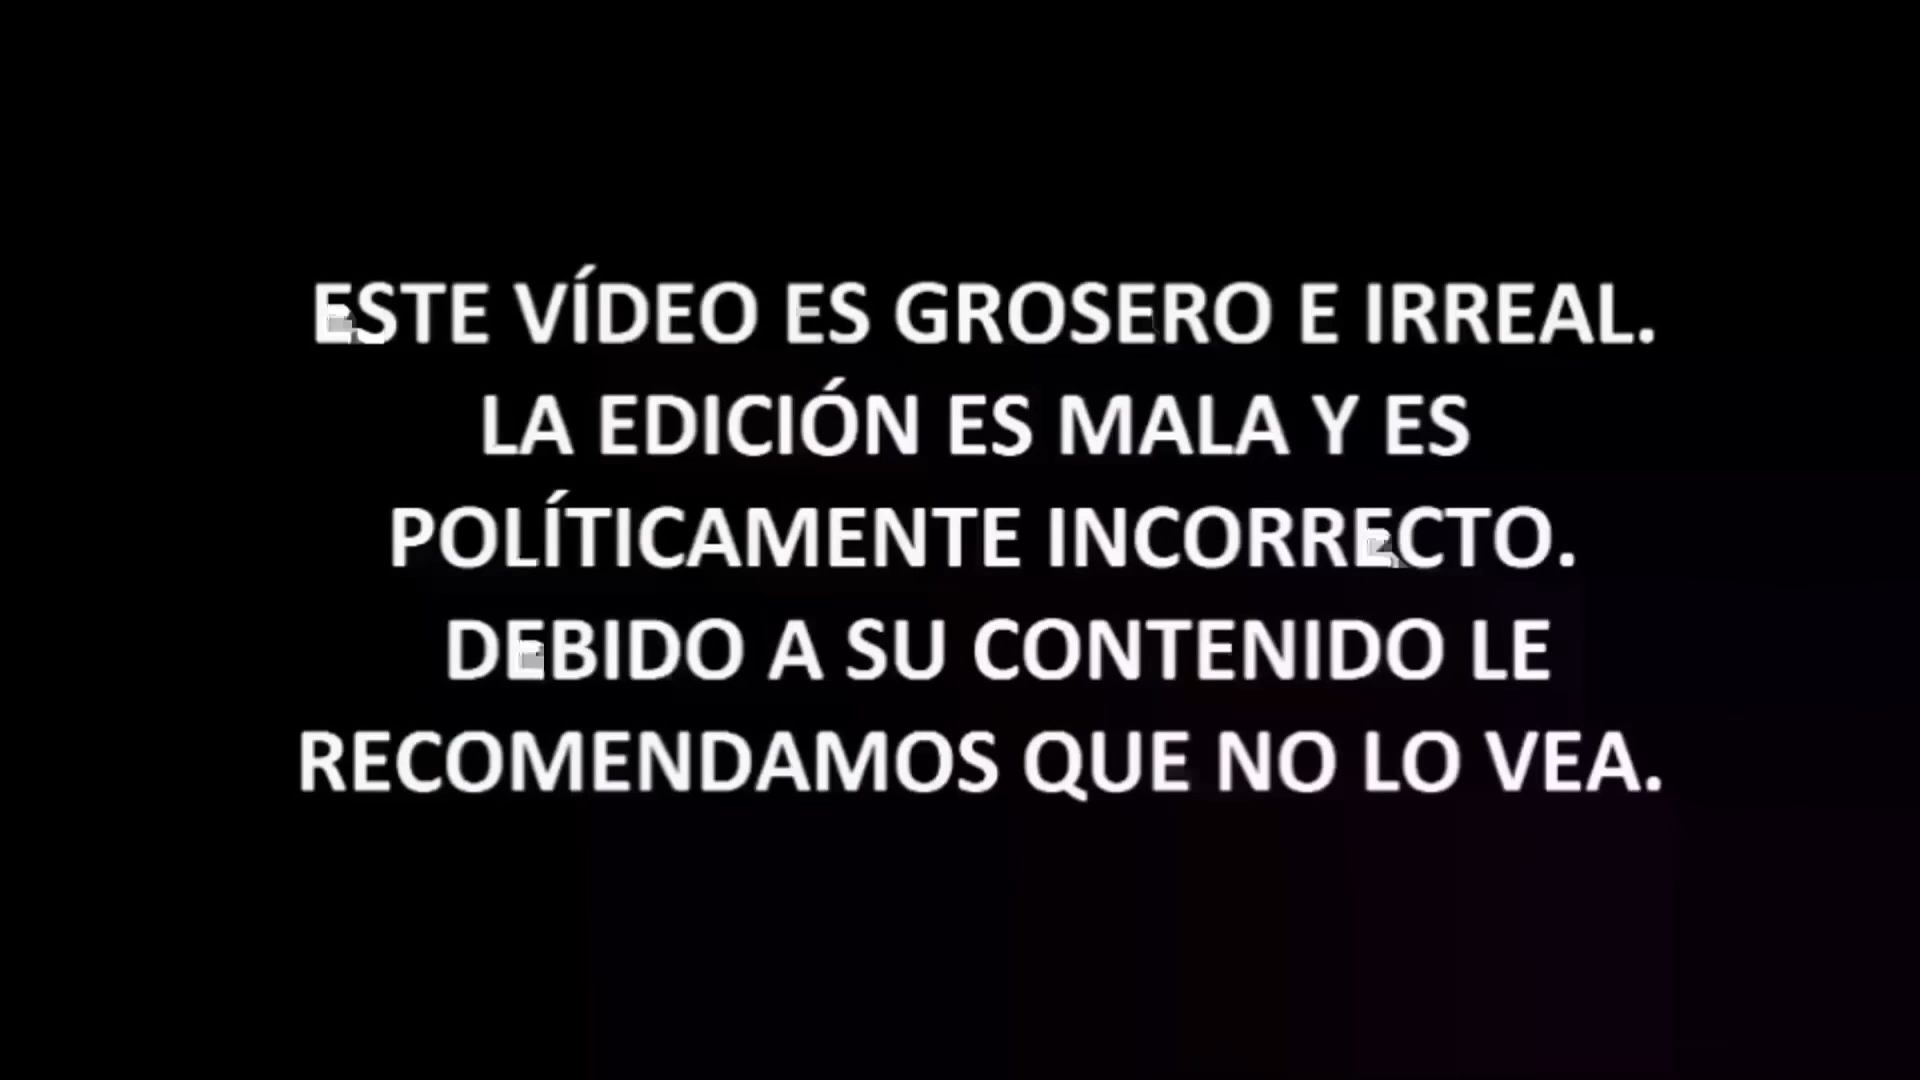 ESTE VÍDEO ES GROSERO E IRREAL.
LA EDICIÓN ES MALA Y ES
POLÍTICAMENTE INCORRECTO.
DEBIDO A SU CONTENIDO LE
RECOMENDAMOS QUE NO LO VEA.